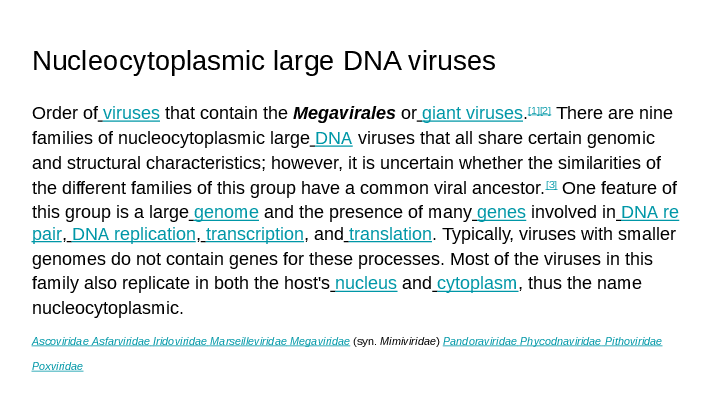 Nucleocytoplasmic large DNA viruses
Order of viruses that contain the Megavirales or giant viruses.[1][2] There are nine
families of nucleocytoplasmic large DNA viruses that all share certain genomic
and structural characteristics; however, it is uncertain whether the similarities of
the different families of this group have a common viral ancestor.[3] One feature of
this group is a large genome and the presence of many genes involved in DNA re
pair, DNA replication, transcription, and translation. Typically, viruses with smaller
genomes do not contain genes for these processes. Most of the viruses in this
family also replicate in both the host's nucleus and cytoplasm, thus the name
nucleocytoplasmic.
Ascoviridae Asfarviridae Iridoviridae Marseilleviridae Megaviridae (syn. Mimiviridae) Pandoraviridae Phycodnaviridae Pithoviridae
Poxviridae